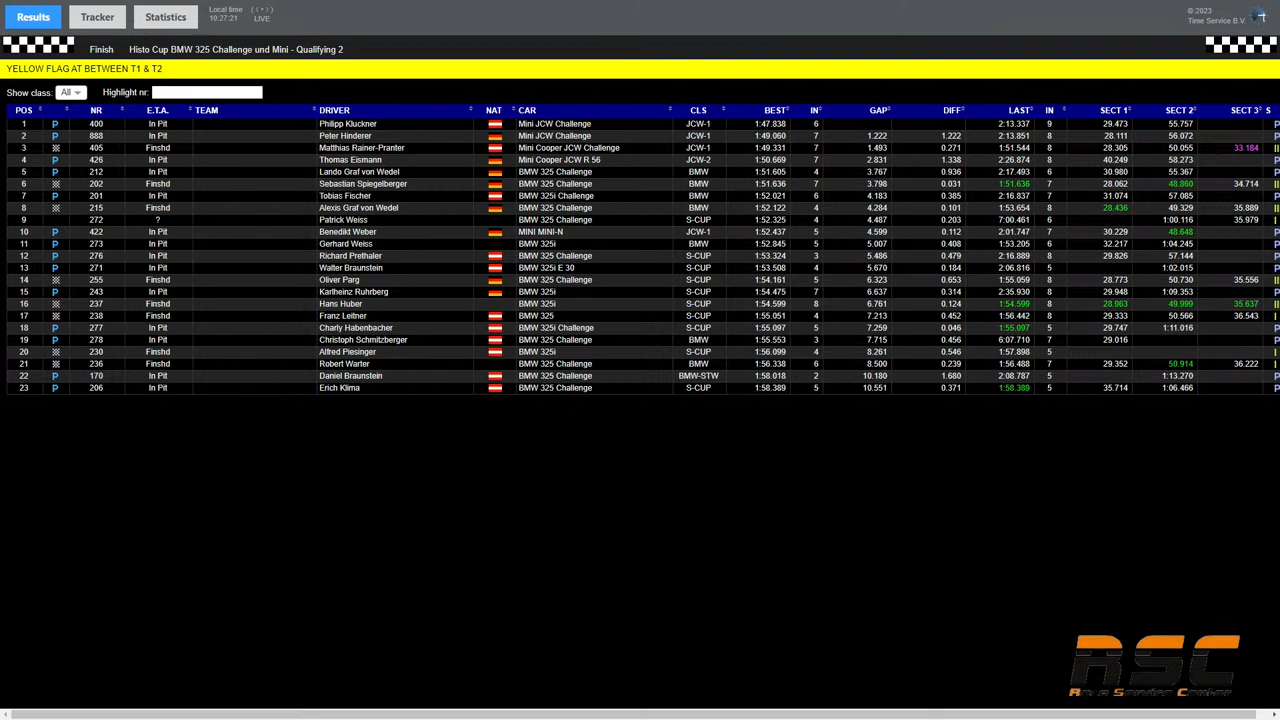 Results Tracker Statistics Local time 10:27:21 LIVE
© 2023 Time Service B.V.
Finish Histo Cup BMW 325 Challenge und Mini - Qualifying 2
YELLOW FLAG AT BETWEEN T1 & T2
Show class: All Highlight nr:
POS NR E.T.A. TEAM DRIVER NAT CAR CLS BEST IN GAP DIFF LAST IN SECT 1 SECT 2 SECT 3 S
1 P 400 In Pit Philipp Kluckner Mini JCW Challenge JCW-1 1:47.838 6 2:13.337 9 29.473 55.757 P
2 P 888 In Pit Peter Hinderer Mini JCW Challenge JCW-1 1:49.060 7 1.222 1.222 2:13.851 8 28.111 56.072 P
3 405 Finshd Matthias Rainer-Pranter Mini Cooper JCW Challenge JCW-1 1:49.331 7 1.493 0.271 1:51.544 8 28.305 50.055 33.184
4 P 426 In Pit Thomas Eismann Mini Cooper JCW R 56 JCW-2 1:50.669 7 2.831 1.338 2:26.874 8 40.249 58.275 P
5 P 212 In Pit Lando Graf von Wedel BMW 325 Challenge BMW 1:51.605 4 3.767 0.936 2:17.493 6 30.980 55.367 P
6 202 Finshd Sebastian Spiegelberger BMW 325 Challenge BMW 1:51.636 7 3.798 0.031 1:51.636 7 28.062 48.860 34.714
7 P 201 In Pit Tobias Fischer BMW 325 Challenge BMW 1:52.021 6 4.183 0.385 2:16.837 7 31.074 57.085 P
8 215 Finshd Alexis Graf von Wedel BMW 325 Challenge BMW 1:52.122 4 4.284 0.101 1:53.654 8 28.436 49.329 35.889
9 272 ? Patrick Weiss BMW 325 Challenge S-CUP 1:52.325 4 4.487 0.203 7:00.461 6 1:00.116 35.979 P
10 P 422 In Pit Benedikt Weber MINI MINI-N JCW-1 1:52.437 5 4.599 0.112 2:01.747 7 30.229 48.648 P
11 P 273 In Pit Gerhard Weiss BMW 325i BMW 1:52.845 5 5.007 0.408 1:53.205 6 32.217 1:04.245 P
12 P 276 In Pit Richard Prethaler BMW 325i Challenge S-CUP 1:53.324 3 5.486 0.479 2:16.889 8 29.826 57.144 P
13 P 271 In Pit Walter Braunstein BMW 325i E 30 S-CUP 1:53.508 4 5.670 0.184 2:06.816 5 1:02.015 P
14 255 Finshd Oliver Parg BMW 325 Challenge S-CUP 1:54.161 5 6.323 0.653 1:55.059 8 28.773 50.730 35.556
15 P 243 In Pit Karlheinz Ruhrberg BMW 325i S-CUP 1:54.475 7 6.637 0.314 2:35.930 8 29.948 1:09.353 P
16 237 Finshd Hans Huber BMW 325i S-CUP 1:54.599 8 6.761 0.124 1:54.599 8 28.963 49.999 35.637
17 238 Finshd Franz Leitner BMW 325 S-CUP 1:55.051 7 7.213 0.452 1:56.442 8 29.333 50.566 36.543
18 P 277 In Pit Charly Habenbacher BMW 325i Challenge S-CUP 1:55.097 5 7.259 0.046 1:55.097 5 29.747 1:11.016 P
19 P 278 In Pit Christoph Schmitzberger BMW 325i Challenge BMW 1:55.553 3 7.715 0.456 6:07.710 7 29.016 P
20 230 Finshd Alfred Piesinger BMW 325i S-CUP 1:56.099 4 8.261 0.546 1:57.898 5
21 236 Finshd Robert Warter BMW 325 Challenge BMW 1:56.338 6 8.500 0.239 1:56.488 7 29.352 50.914 36.222
22 P 170 In Pit Daniel Braunstein BMW 325 Challenge BMW-STW 1:58.018 2 10.180 1.680 2:08.787 5 1:13.270 P
23 P 206 In Pit Erich Klima BMW 325 Challenge S-CUP 1:58.389 5 10.551 0.371 1:58.389 5 35.714 1:06.466 P
RSC